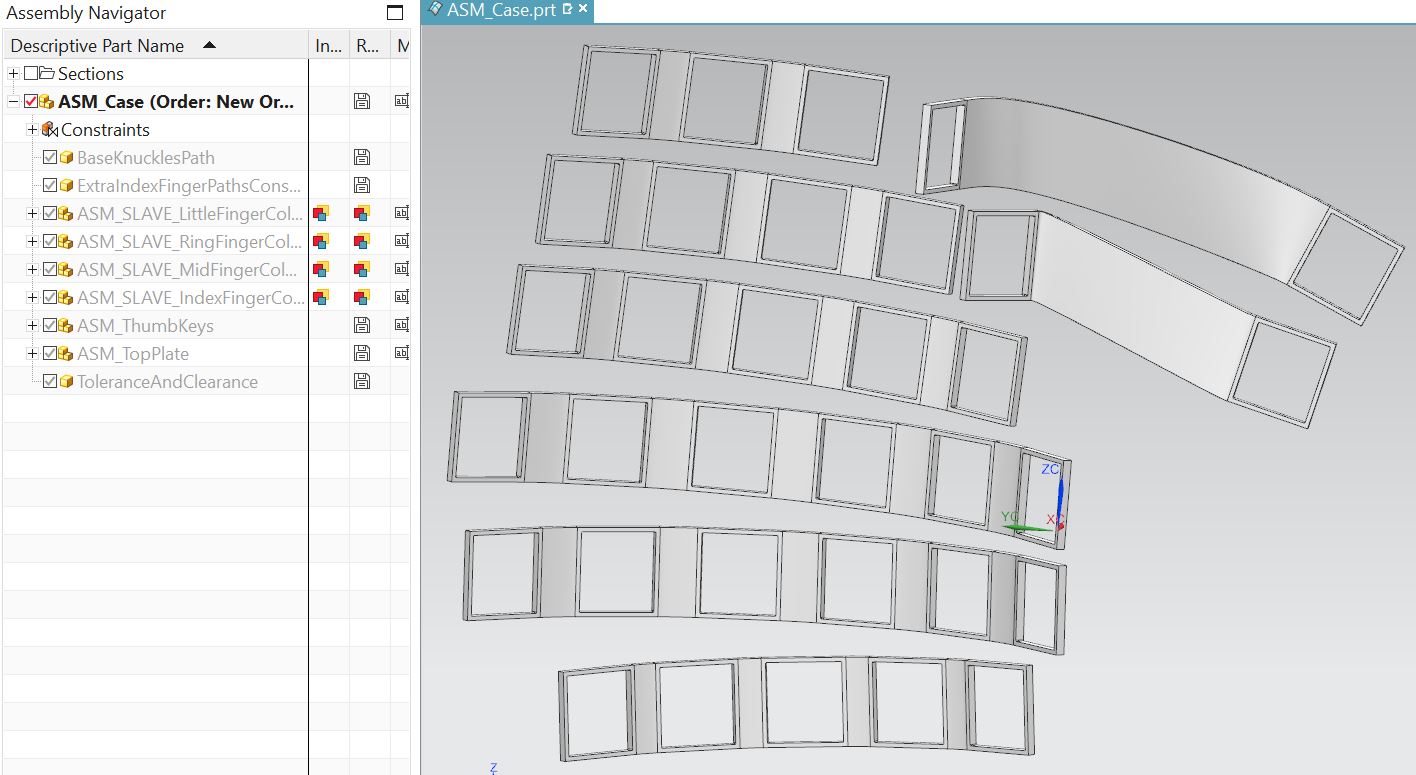 Assembly Navigator
ASM_Case.prt
Descriptive Part Name
In... R... M
Sections
ASM_Case (Order: New Or...
Constraints
BaseKnucklesPath
ExtraIndexFingerPathsCons...
ASM_SLAVE_LittleFingerCol...
ASM_SLAVE_RingFingerCol...
ASM_SLAVE_MidFingerCol...
ASM_SLAVE_IndexFingerCo...
ASM_ThumbKeys
ASM_TopPlate
ToleranceAndClearance
ZC
YC
XC
Z